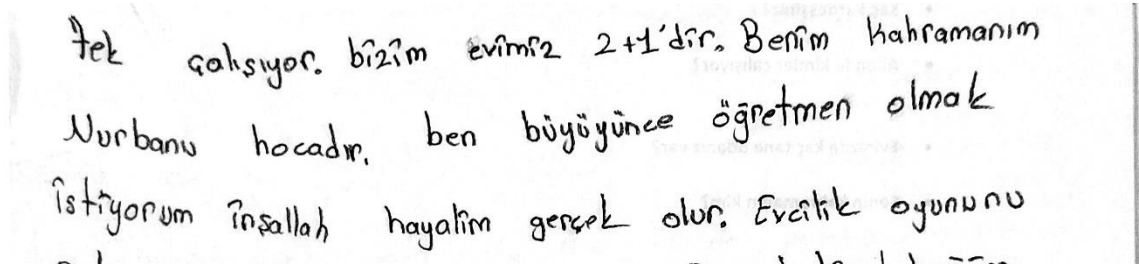 tek çalışıyor. bizim evimiz 2+1'dir. Benim kahramanım
Nurbanu hocadır. ben büyüyünce öğretmen olmak
istiyorum inşallah hayalim gerçek olur. Evcilik oyununu